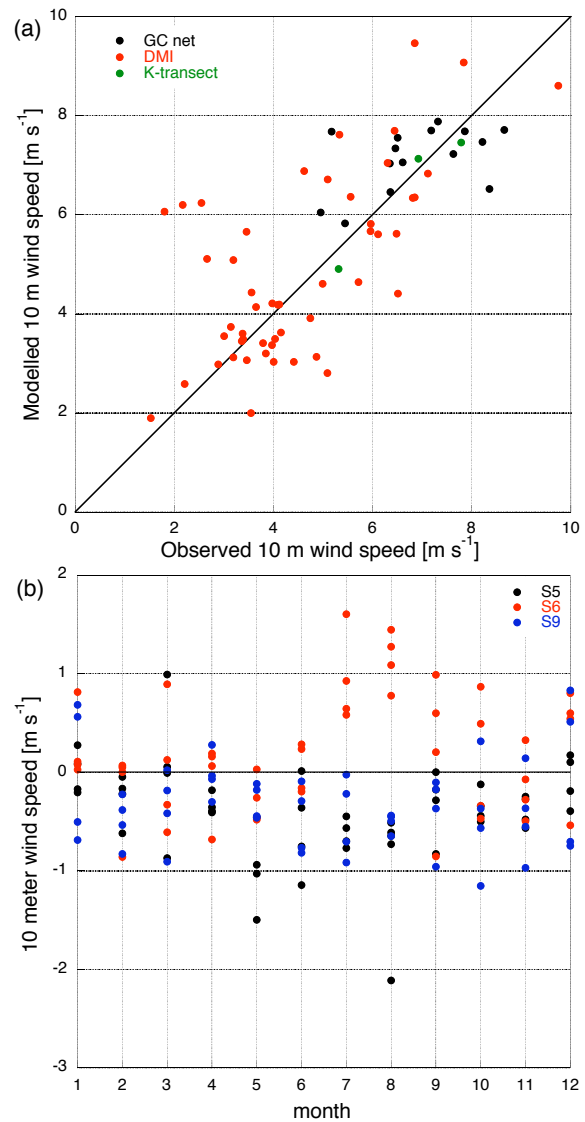 (a)
10
8
6
4
2
0
Modelled 10 m wind speed [m s⁻¹]
GC net
DMI
K-transect
0 2 4 6 8 10
Observed 10 m wind speed [m s⁻¹]
(b)
2
1
0
-1
-2
-3
10 meter wind speed [m s⁻¹]
S5
S6
S9
1 2 3 4 5 6 7 8 9 10 11 12
month